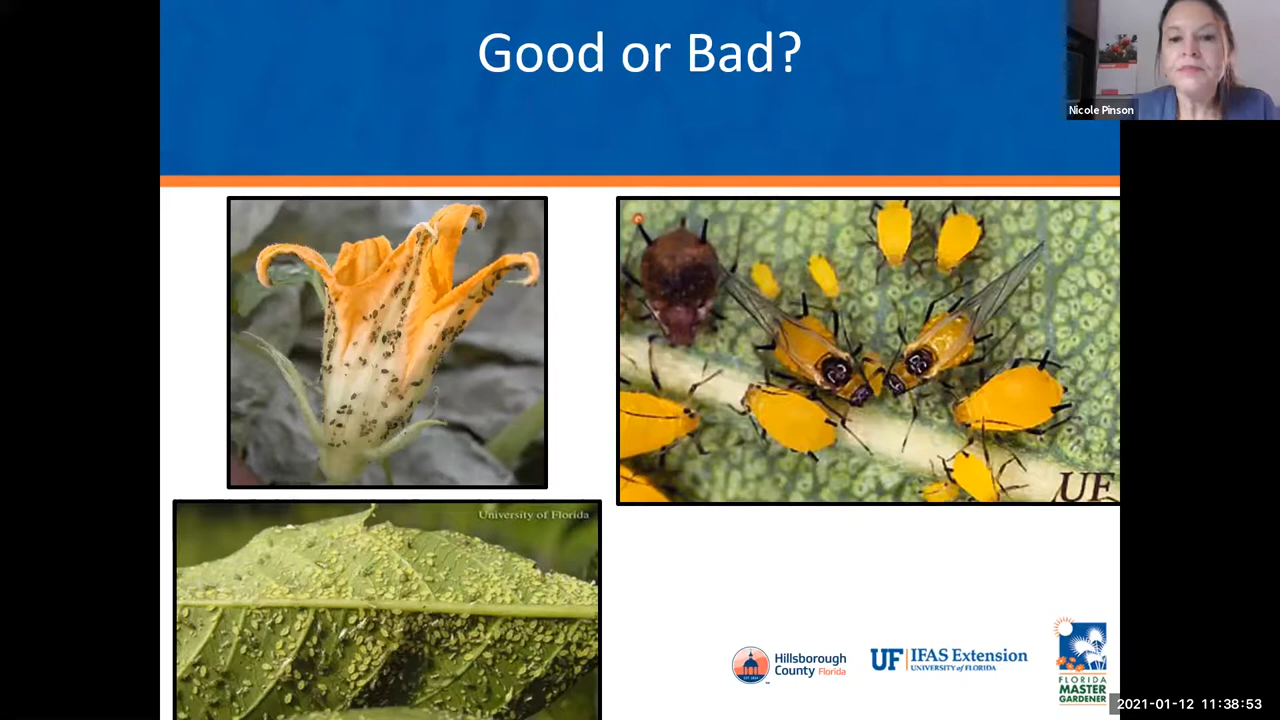 Good or Bad?
Nicole Pinson
UF
University of Florida
Hillsborough
County Florida
UF IFAS Extension
UNIVERSITY of FLORIDA
FLORIDA
MASTER
GARDENER
2021-01-12 11:38:53